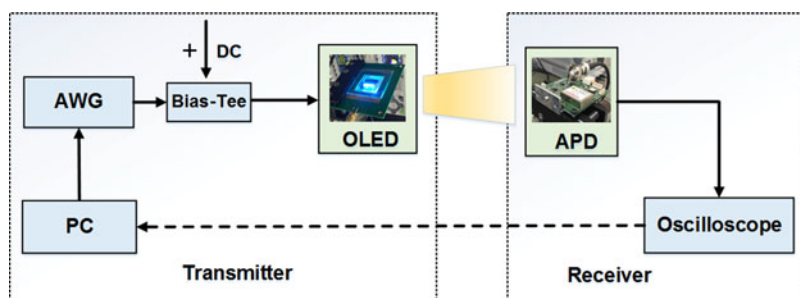 + DC
AWG
Bias-Tee
OLED
APD
PC
Oscilloscope
Transmitter
Receiver